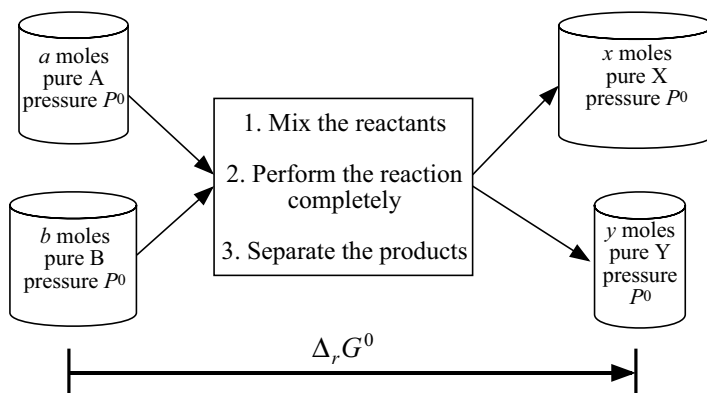 a moles
pure A
pressure P⁰
x moles
pure X
pressure P⁰
1. Mix the reactants
2. Perform the reaction
completely
3. Separate the products
b moles
pure B
pressure P⁰
y moles
pure Y
pressure
P⁰
ΔᵣG⁰